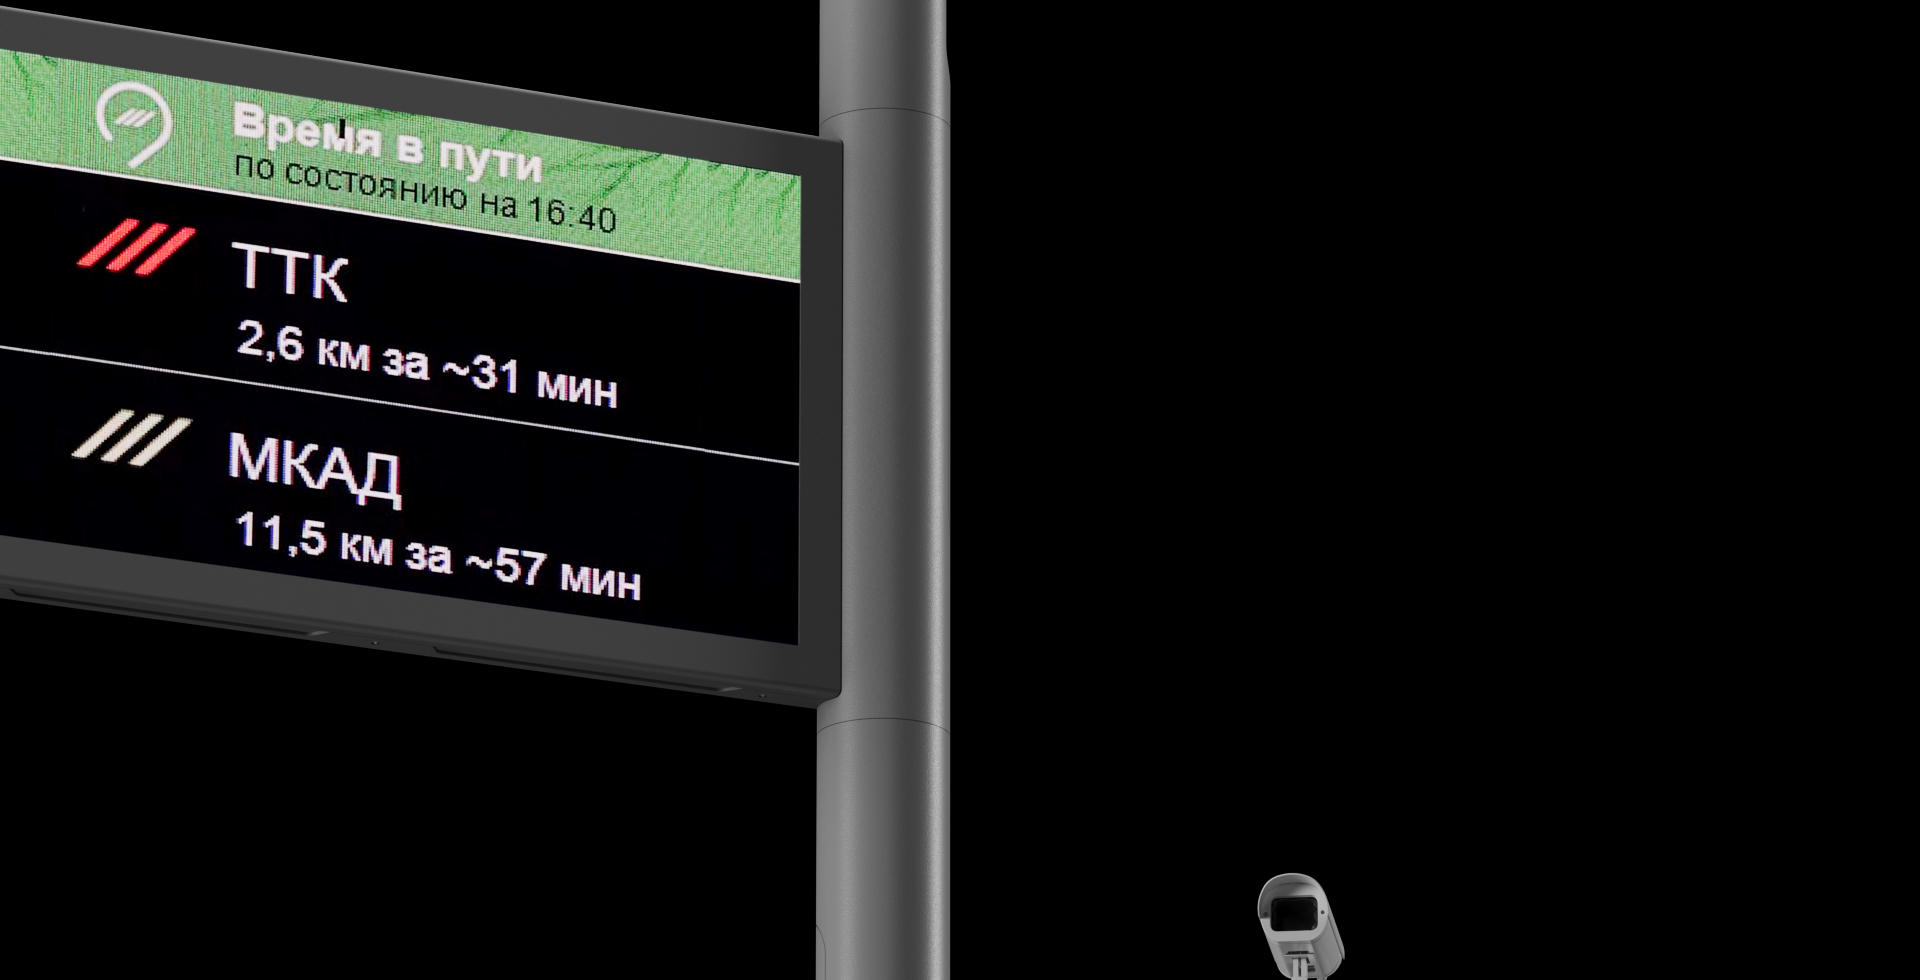 Время в пути
по состоянию на 16:40
ТТК
2,6 км за ~31 мин
МКАД
11,5 км за ~57 мин